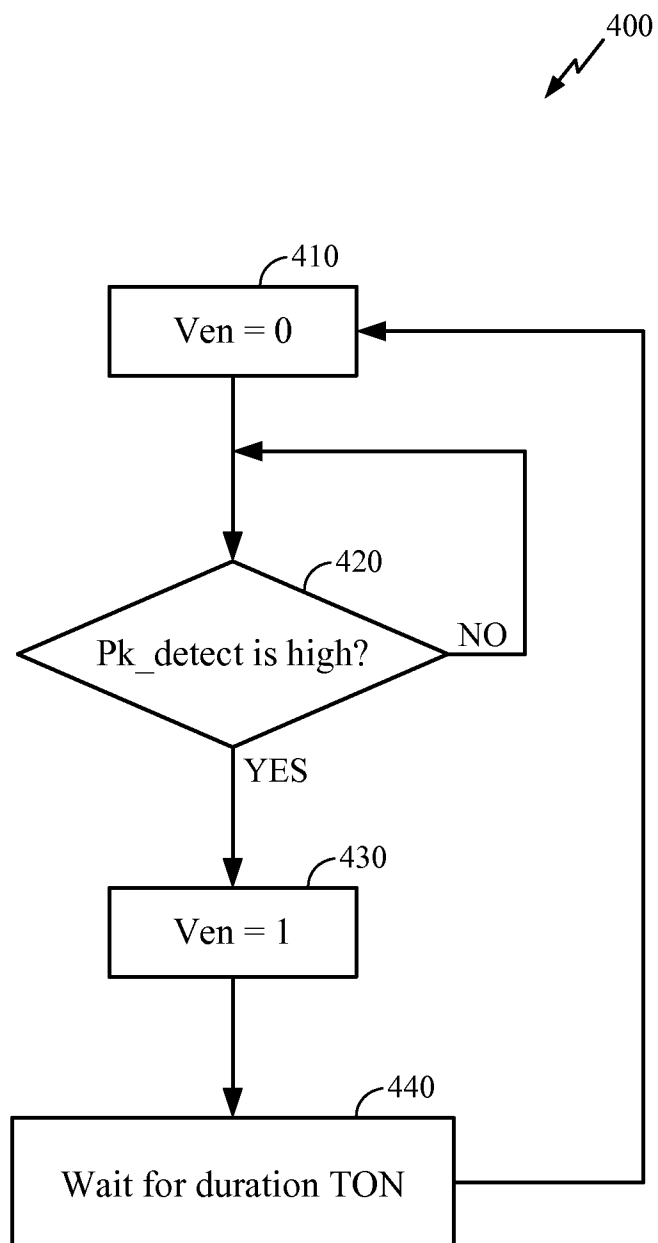 400
410
Ven = 0
420
Pk_detect is high?
NO
YES
430
Ven = 1
440
Wait for duration TON